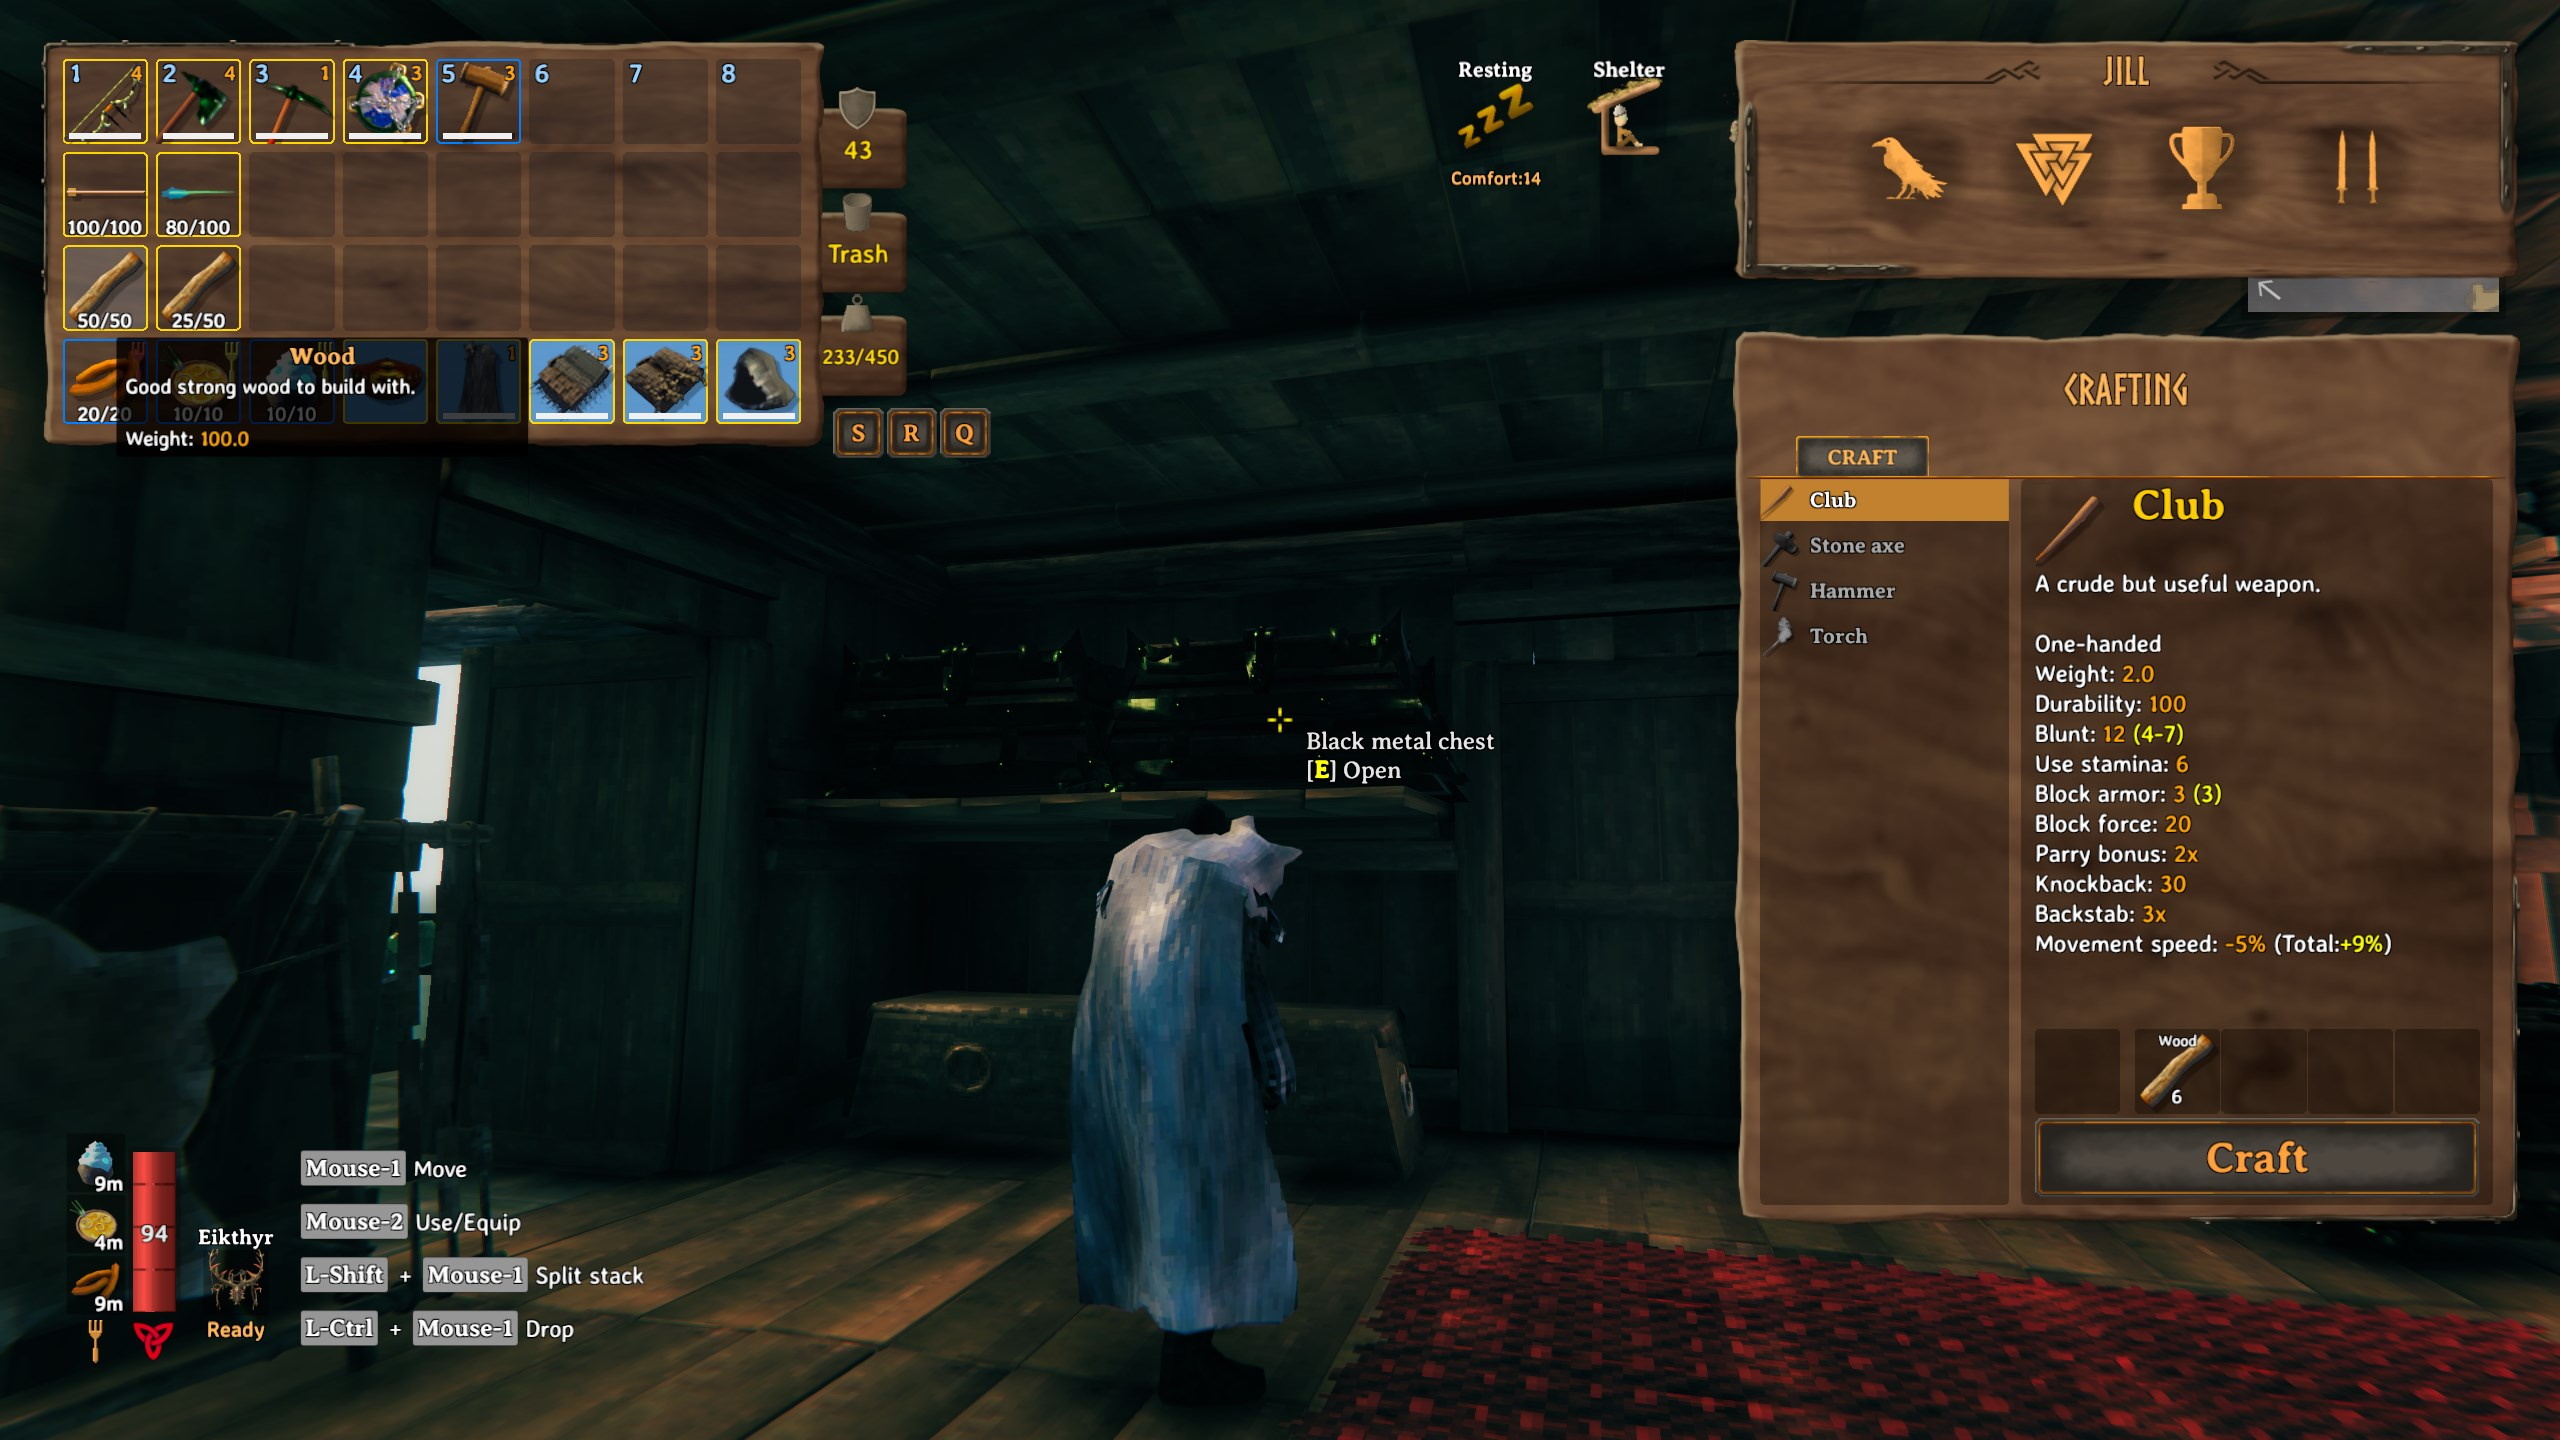 1 4 2 4 3 1 4 3 5 3 6 7 8
100/100 80/100
50/50 25/50
1 3 3 3
20/20 10/10 10/10
Wood
Good strong wood to build with.
Weight: 100.0
43
Trash
233/450
S R Q
Resting
Comfort:14
Shelter
JILL
CRAFTING
CRAFT
Club
Stone axe
Hammer
Torch
Club
A crude but useful weapon.
One-handed
Weight: 2.0
Durability: 100
Blunt: 12 (4-7)
Use stamina: 6
Block armor: 3 (3)
Block force: 20
Parry bonus: 2x
Knockback: 30
Backstab: 3x
Movement speed: -5% (Total:+9%)
Wood
6
Craft
Black metal chest
[E] Open
9m
4m
9m
94
Eikthyr
Ready
Mouse-1 Move
Mouse-2 Use/Equip
L-Shift + Mouse-1 Split stack
L-Ctrl + Mouse-1 Drop